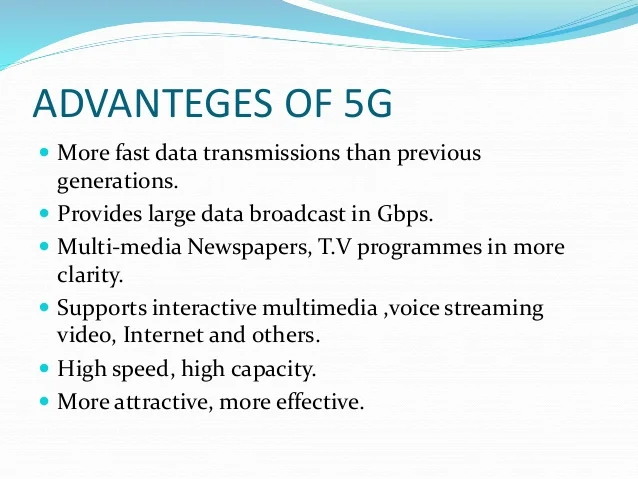 ADVANTEGES OF 5G
More fast data transmissions than previous
generations.
Provides large data broadcast in Gbps.
Multi-media Newspapers, T.V programmes in more
clarity.
Supports interactive multimedia ,voice streaming
video, Internet and others.
High speed, high capacity.
More attractive, more effective.